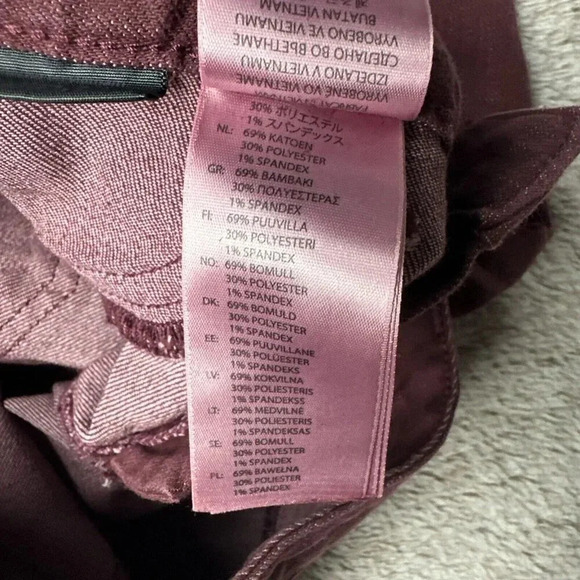 30% ポリエステル
1% スパンデックス
NL: 69% KATOEN
30% POLYESTER
1% SPANDEX
GR: 69% BAMBAKI
30% ΠΟΛΥΕΣΤΕΡΑΣ
1% SPANDEX
FI: 69% PUUVILLA
30% POLYESTERI
1% SPANDEX
NO: 69% BOMULL
30% POLYESTER
1% SPANDEX
DK: 69% BOMULD
30% POLYESTER
1% SPANDEX
EE: 69% PUUVILLANE
30% POLÜESTER
1% SPANDEKS
LV: 69% KOKVILNA
30% POLIESTERIS
1% SPANDEKSS
LT: 69% MEDVILNĖ
30% POLIESTERIS
1% SPANDEKSAS
SE: 69% BOMULL
30% POLYESTER
1% SPANDEX
PL: 69% BAWEŁNA
30% POLIESTER
1% SPANDEX
VYROBENÉ VO VIETNAME
IZDELANO V VIETNAMU
СДЕЛАНО ВО ВЬЕТНАМЕ
VYROBENO VE VIETNAMU
BUATAN VIETNAM